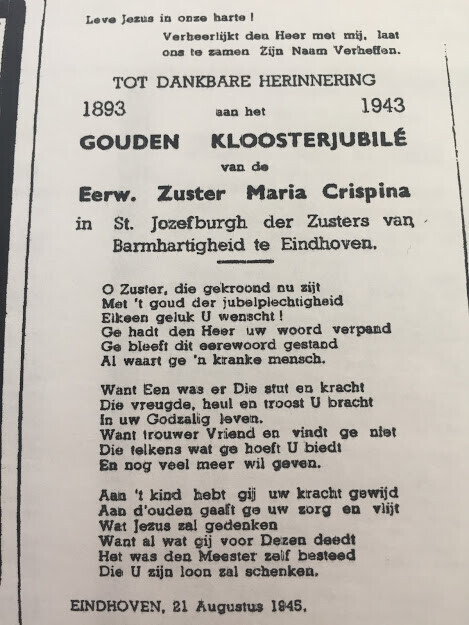 Leve Jezus in onze harte !
Verheerlijkt den Heer met mij, laat
ons te zamen Zijn Naam Verheffen.
TOT DANKBARE HERINNERING
1893 aan het 1943
GOUDEN KLOOSTERJUBILÉ
van de
Eerw. Zuster Maria Crispina
in St. Jozefburgh der Zusters van
Barmhartigheid te Eindhoven.
O Zuster, die gekroond nu zijt
Met 't goud der jubelplechtigheid
Elkeen geluk U wenscht !
Ge hadt den Heer uw woord verpand
Ge bleeft dit eerewoord gestand
Al waart ge 'n kranke mensch.
Want Een was er Die stut en kracht
Die vreugde, heul en troost U bracht
In uw Godzalig leven.
Want trouwer Vriend en vindt ge niet
Die telkens wat ge hoeft U biedt
En nog veel meer wil geven.
Aan 't kind hebt gij uw kracht gewijd
Aan d'ouden gaaft ge uw zorg en vlijt
Wat Jezus zal gedenken
Want al wat gij voor Dezen deedt
Het was den Meester zelf besteed
Die U zijn loon zal schenken.
EINDHOVEN, 21 Augustus 1945.